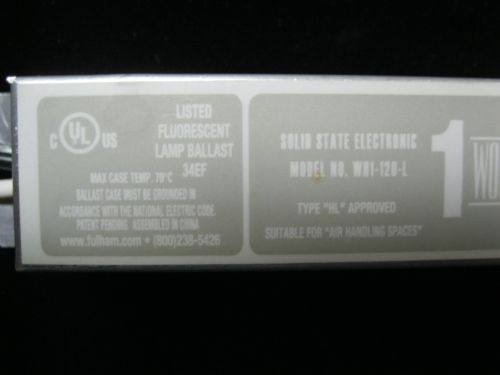 LISTED
FLUORESCENT
LAMP BALLAST
34EF
C UL US
MAX CASE TEMP. 70°C
BALLAST CASE MUST BE GROUNDED IN
ACCORDANCE WITH THE NATIONAL ELECTRIC CODE.
PATENT PENDING ASSEMBLED IN CHINA
www.fulham.com • (800)238-5426
SOLID STATE ELECTRONIC
MODEL NO. WH1-120-L
TYPE "HL" APPROVED
SUITABLE FOR "AIR HANDLING SPACES"
1
WO